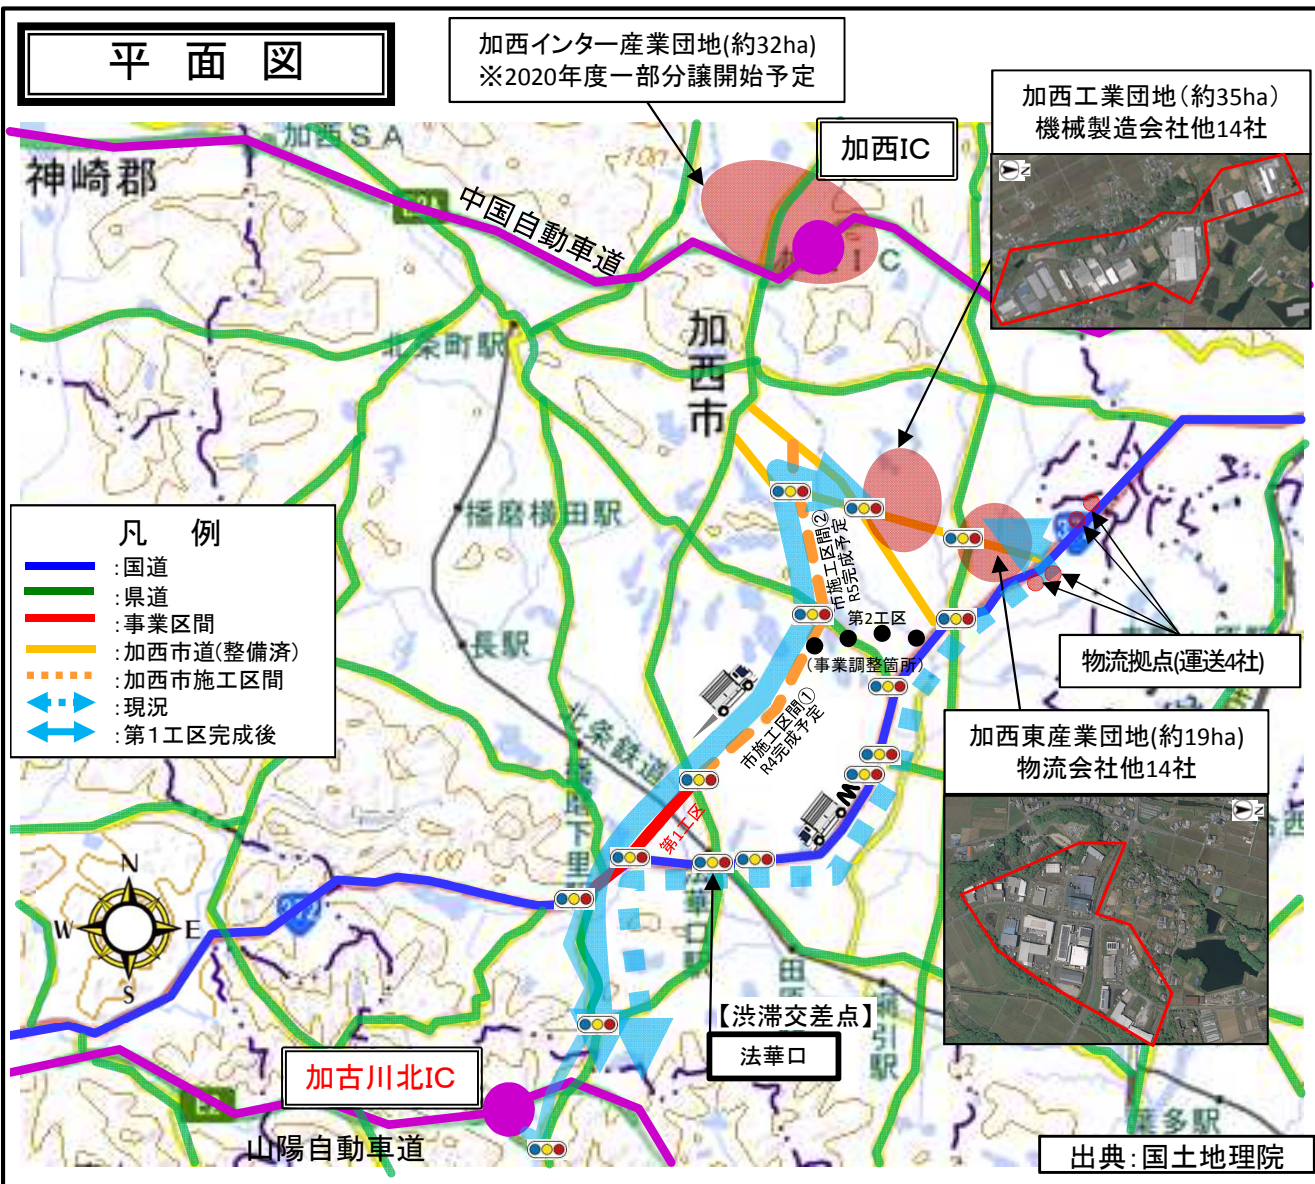 平面図
加西インター産業団地(約32ha)
※2020年度一部分譲開始予定
加西工業団地(約35ha)
機械製造会社他14社
加西IC
加西SA
神崎郡
中国自動車道
北条町駅
加西市
播磨横田駅
長駅
北条鉄道
凡例
:国道
:県道
:事業区間
:加西市道(整備済)
:加西市施工区間
:現況
:第1工区完成後
市施工区間②
R5完成予定
第2工区
(事業調整箇所)
市施工区間①
R4完成予定
第1工区
物流拠点(運送4社)
加西東産業団地(約19ha)
物流会社他14社
N
W
E
S
372
【渋滞交差点】
法華口
加古川北IC
山陽自動車道
出典:国土地理院